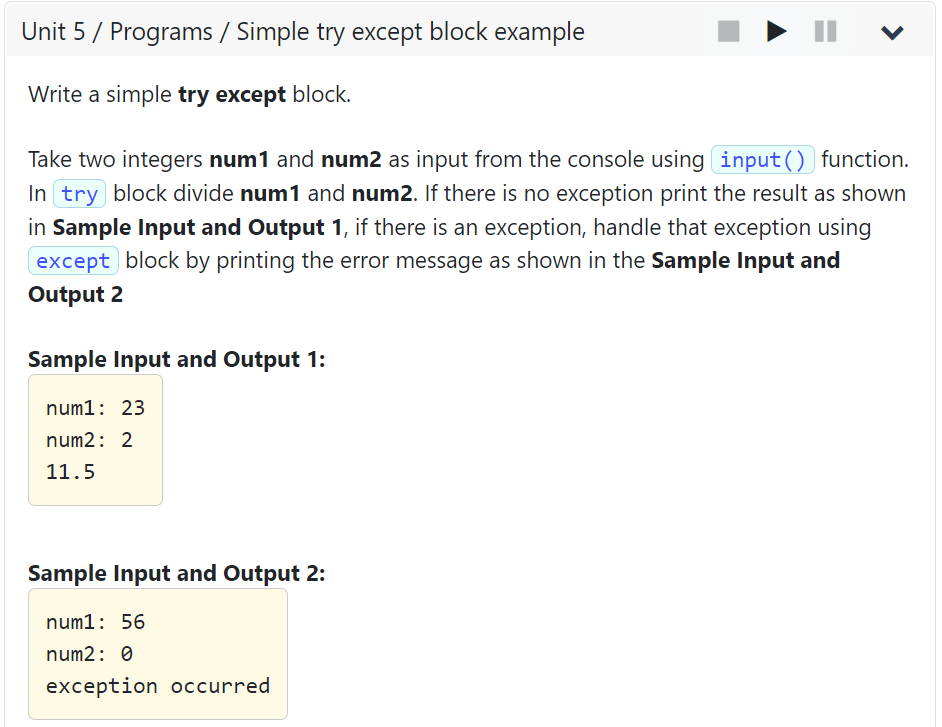 Unit 5 / Programs / Simple try except block example
Write a simple try except block.
Take two integers num1 and num2 as input from the console using input() function.
In try block divide num1 and num2. If there is no exception print the result as shown
in Sample Input and Output 1, if there is an exception, handle that exception using
except block by printing the error message as shown in the Sample Input and
Output 2
Sample Input and Output 1:
num1: 23
num2: 2
11.5
Sample Input and Output 2:
num1: 56
num2: 0
exception occurred